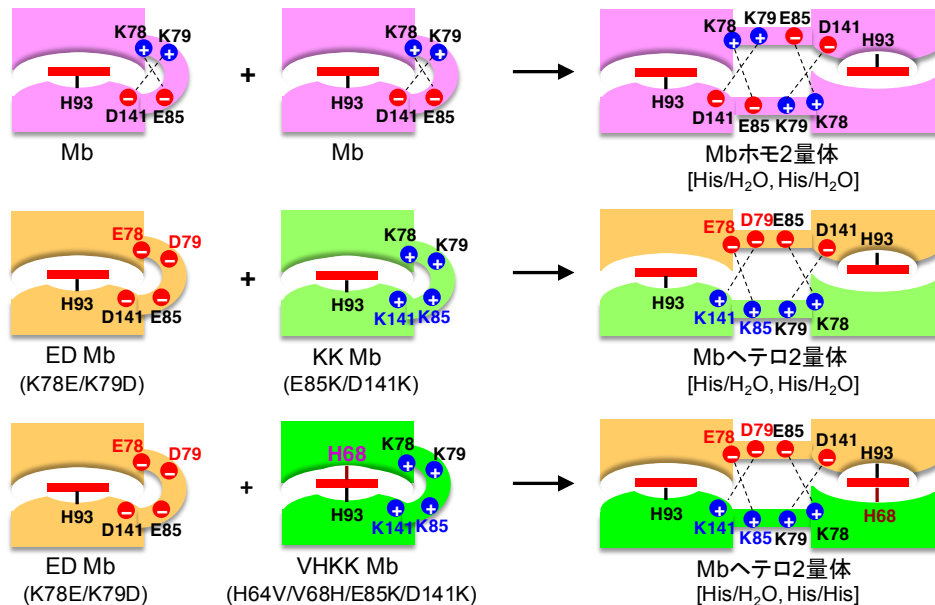 K78 K79
H93
D141 E85
Mb
+
K78 K79
H93
D141 E85
Mb
K78 K79 E85 D141
H93
H93
D141 E85 K79 K78
Mbホモ2量体
[His/H₂O, His/H₂O]
E78 D79
H93
D141 E85
ED Mb
(K78E/K79D)
+
K78 K79
H93
K141 K85
KK Mb
(E85K/D141K)
E78 D79 E85 D141
H93
H93
K141 K85 K79 K78
Mbヘテロ2量体
[His/H₂O, His/H₂O]
E78 D79
H93
D141 E85
ED Mb
(K78E/K79D)
+
H68 K78 K79
H93
K141 K85
VHKK Mb
(H64V/V68H/E85K/D141K)
E78 D79 E85 D141
H93
H93
H68
K141 K85 K79 K78
Mbヘテロ2量体
[His/H₂O, His/His]